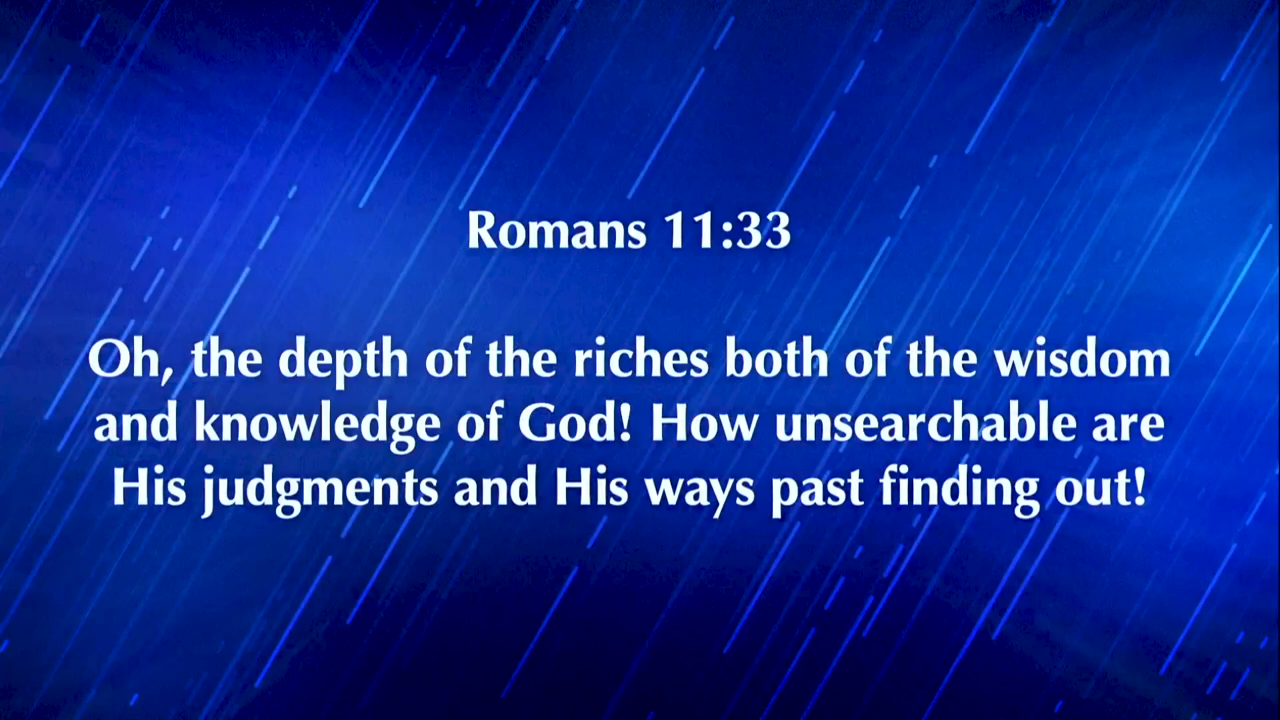 Romans 11:33
Oh, the depth of the riches both of the wisdom
and knowledge of God! How unsearchable are
His judgments and His ways past finding out!